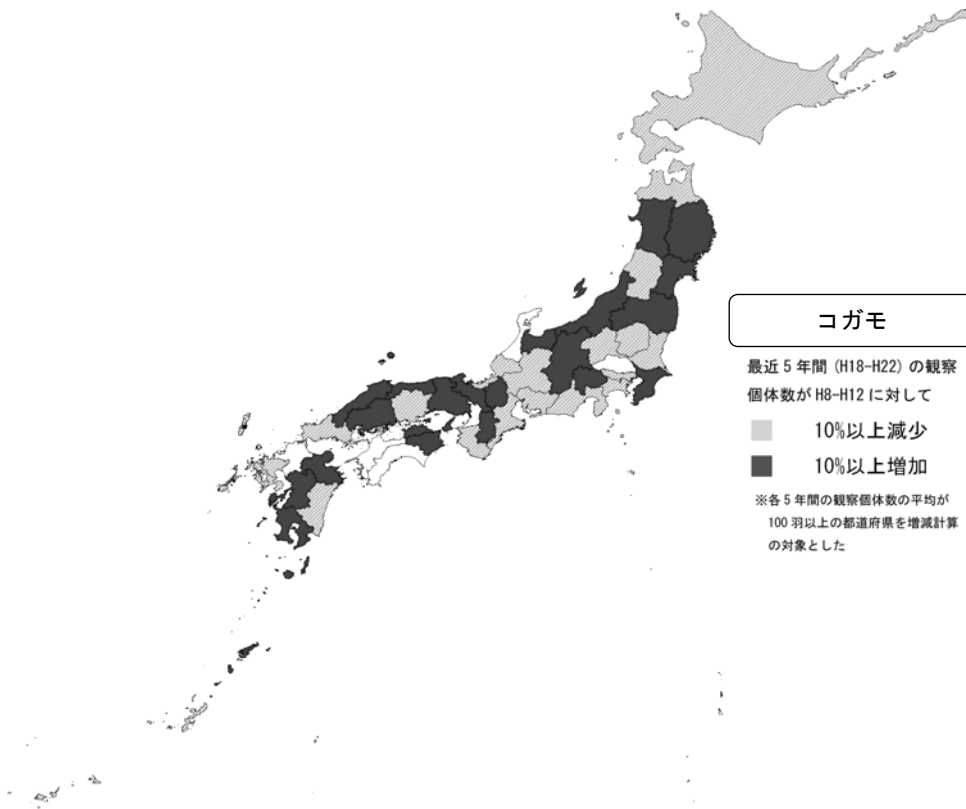 コガモ
最近5年間(H18-H22)の観察
個体数がH8-H12に対して
10%以上減少
10%以上増加
※各5年間の観察個体数の平均が
100羽以上の都道府県を増減計算
の対象とした